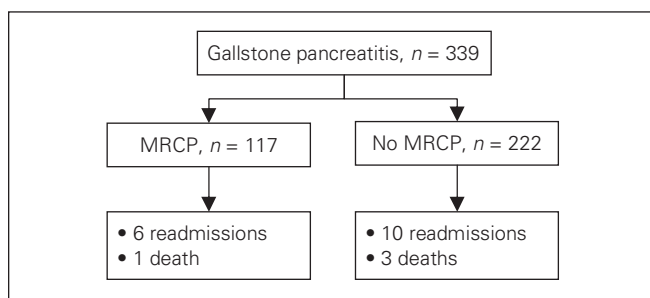 Gallstone pancreatitis, n = 339
MRCP, n = 117
No MRCP, n = 222
• 6 readmissions
• 1 death
• 10 readmissions
• 3 deaths